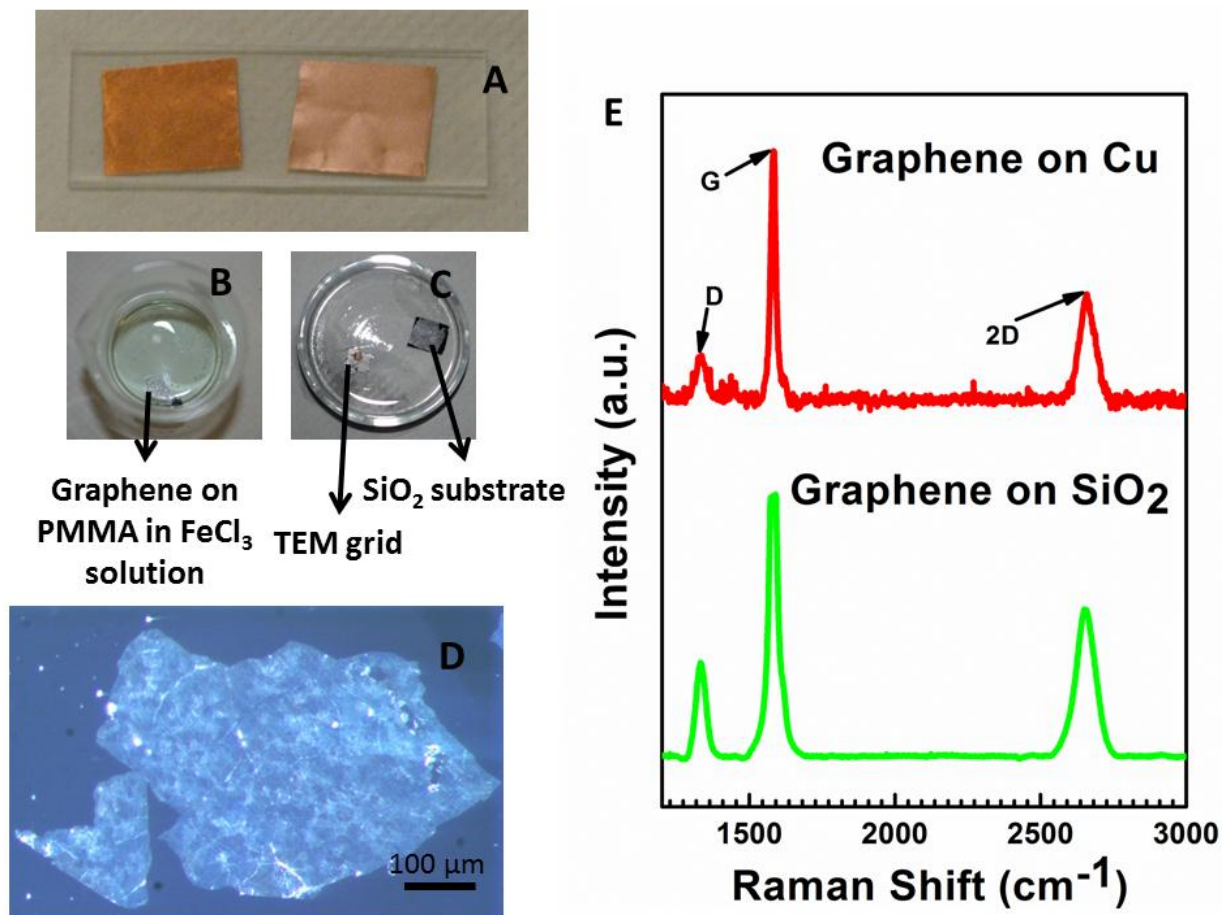 A
B
C
Graphene on
PMMA in FeCl₃
solution
TEM grid
SiO₂ substrate
D
100 µm
E
Graphene on Cu
G
D
2D
Graphene on SiO₂
Intensity (a.u.)
1500 2000 2500 3000
Raman Shift (cm⁻¹)